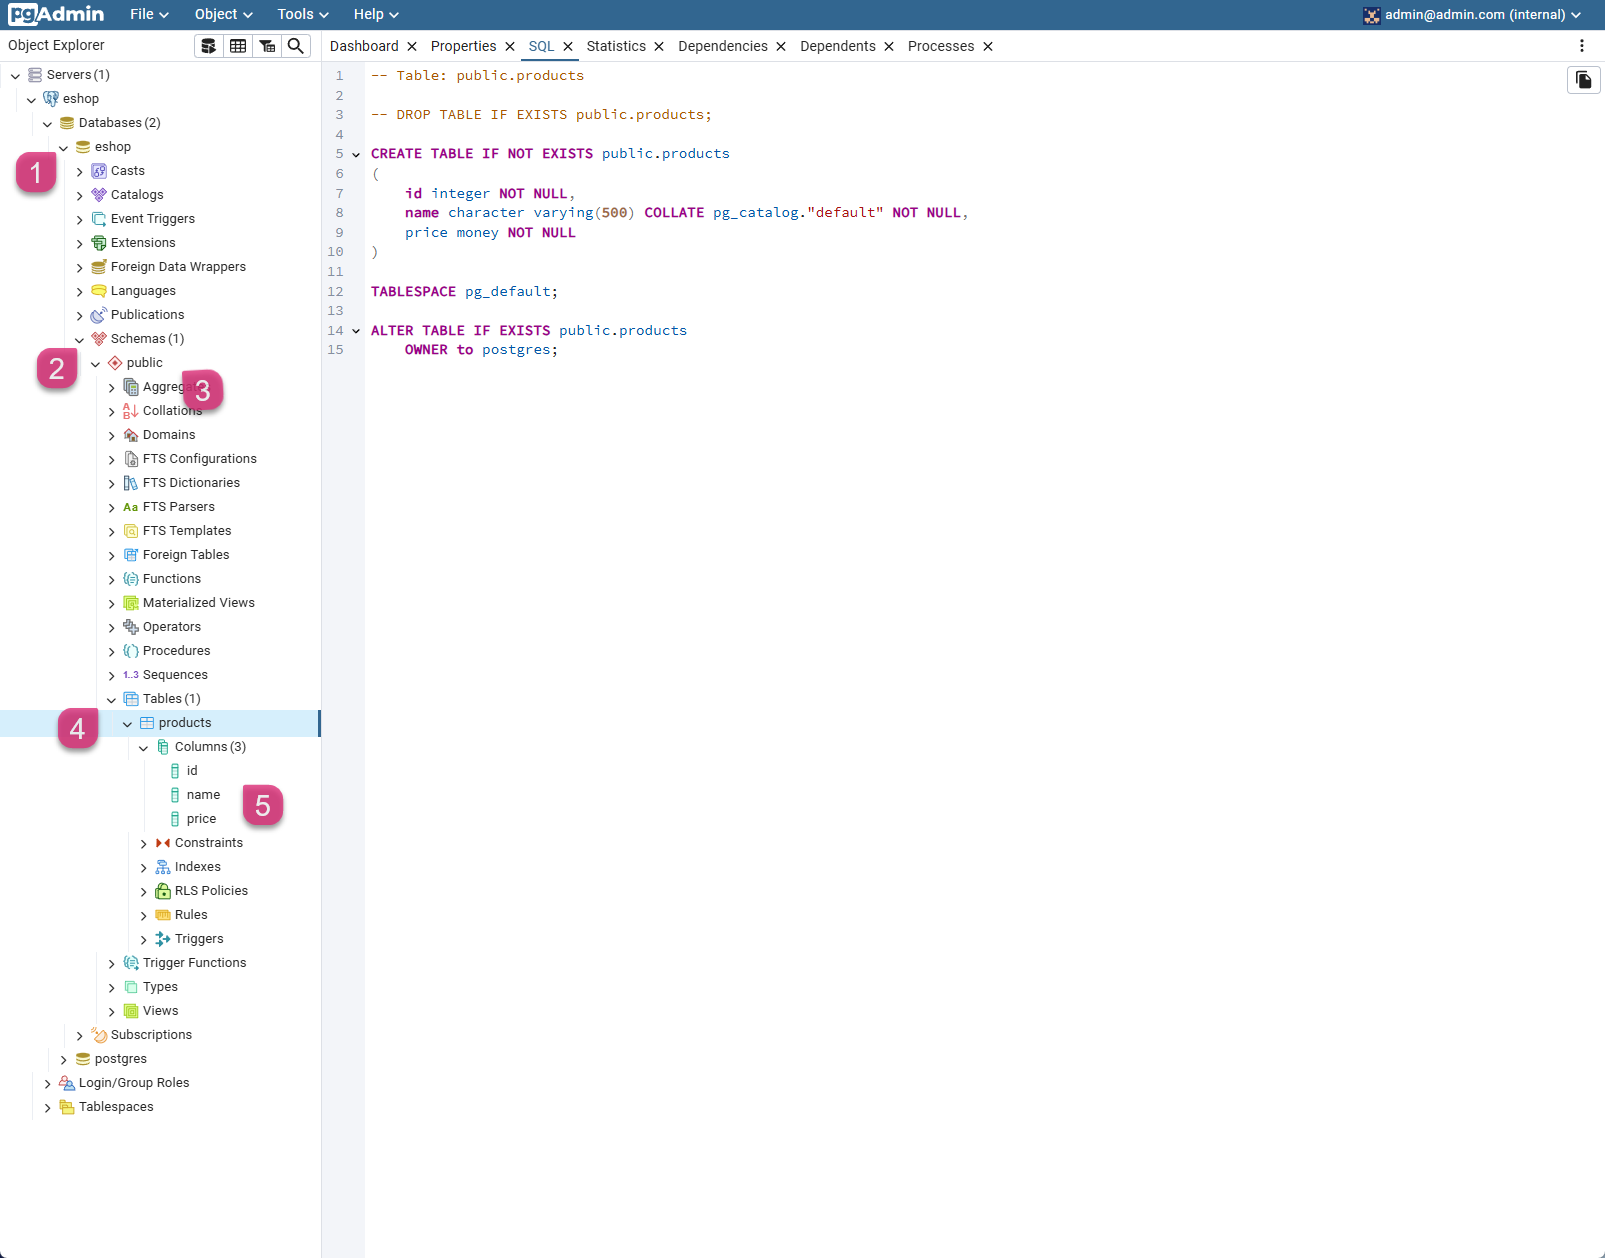 pgAdmin File Object Tools Help admin@admin.com (internal)
Object Explorer
Dashboard Properties SQL Statistics Dependencies Dependents Processes
Servers (1)
eshop
Databases (2)
eshop
1
Casts
Catalogs
Event Triggers
Extensions
Foreign Data Wrappers
Languages
Publications
Schemas (1)
2
public
3
Aggrega
Collations
Domains
FTS Configurations
FTS Dictionaries
Aa FTS Parsers
FTS Templates
Foreign Tables
Functions
Materialized Views
Operators
Procedures
1..3 Sequences
Tables (1)
4
products
Columns (3)
id
name
5
price
Constraints
Indexes
RLS Policies
Rules
Triggers
Trigger Functions
Types
Views
Subscriptions
postgres
Login/Group Roles
Tablespaces
1 -- Table: public.products
2
3 -- DROP TABLE IF EXISTS public.products;
4
5 CREATE TABLE IF NOT EXISTS public.products
6 (
7 id integer NOT NULL,
8 name character varying(500) COLLATE pg_catalog."default" NOT NULL,
9 price money NOT NULL
10 )
11
12 TABLESPACE pg_default;
13
14 ALTER TABLE IF EXISTS public.products
15 OWNER to postgres;